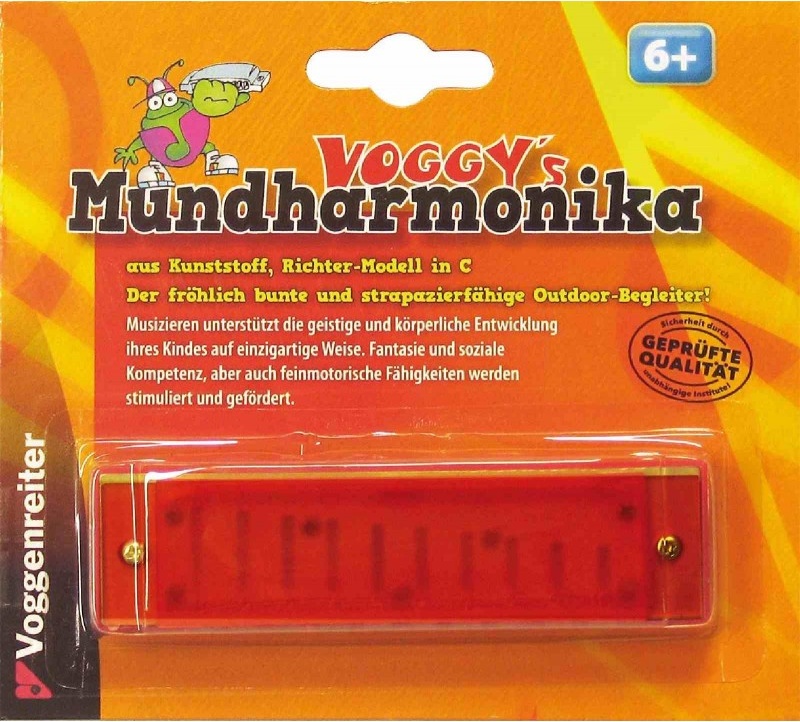 6+
VOGGY's
Mundharmonika
aus Kunststoff, Richter-Modell in C
Der fröhlich bunte und strapazierfähige Outdoor-Begleiter!
Musizieren unterstützt die geistige und körperliche Entwicklung
ihres Kindes auf einzigartige Weise. Fantasie und soziale
Kompetenz, aber auch feinmotorische Fähigkeiten werden
stimuliert und gefördert.
Sicherheit durch
GEPRÜFTE
QUALITÄT
unabhängige Institute!
Voggenreiter